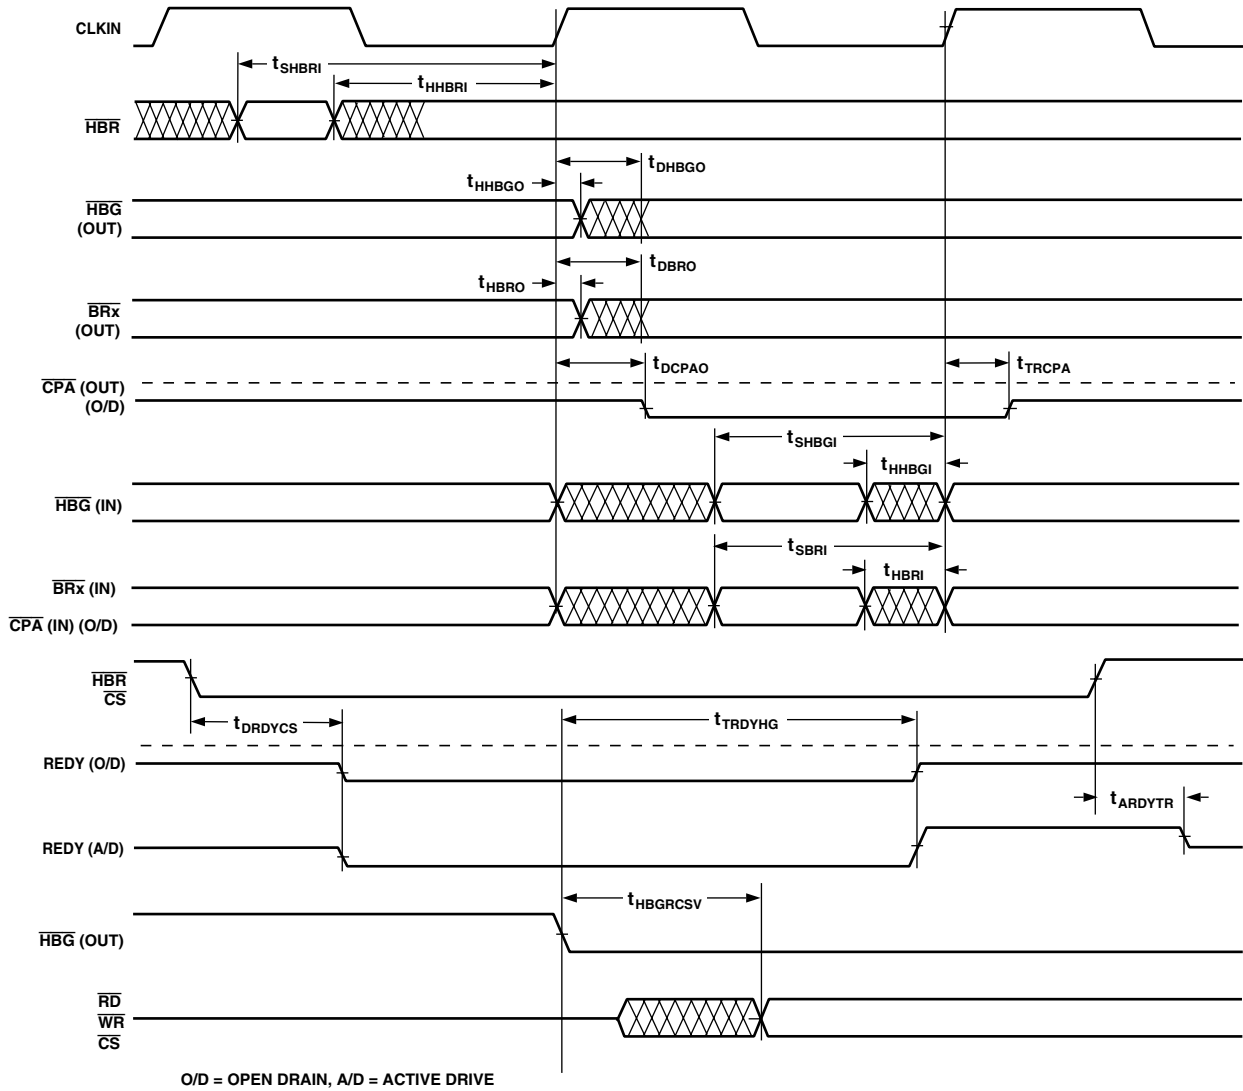 CLKIN
tSHBRI
tHHBRI
HBR
tDHBGO
tHHBGO
HBG
(OUT)
tDBRO
tHBRO
BRx
(OUT)
tDCPAO
tTRCPA
CPA (OUT)
(O/D)
tSHBGI
tHHBGI
HBG (IN)
tSBRI
tHBRI
BRx (IN)
CPA (IN) (O/D)
HBR
CS
tDRDYCS
tTRDYHG
REDY (O/D)
tARDYTR
REDY (A/D)
tHBGRCSV
HBG (OUT)
RD
WR
CS
O/D = OPEN DRAIN, A/D = ACTIVE DRIVE